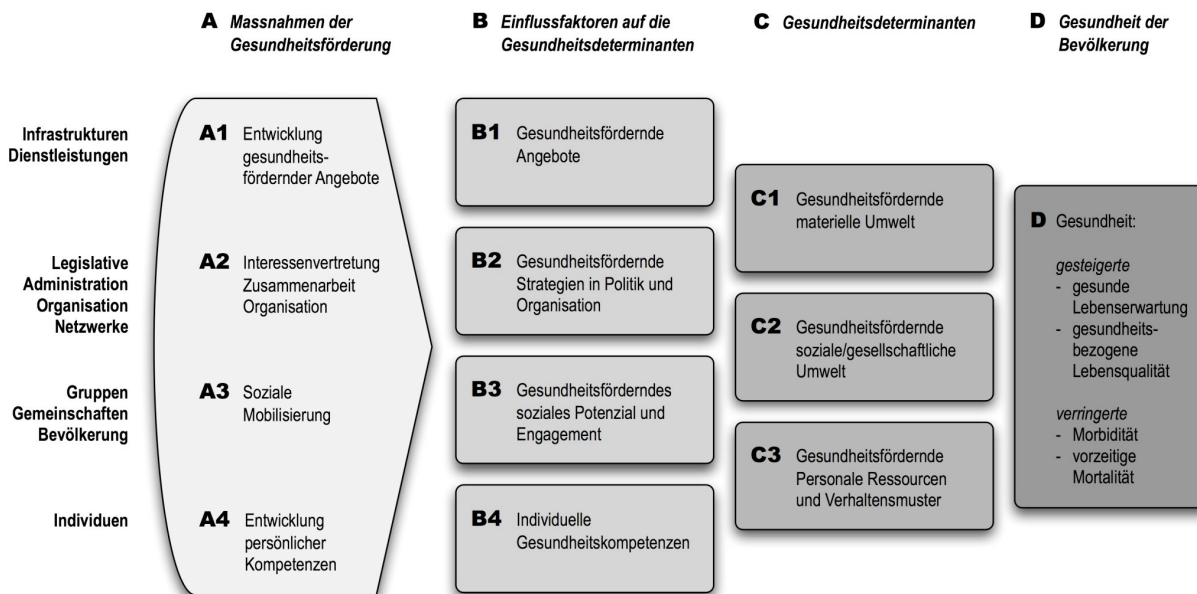 A Massnahmen der
Gesundheitsförderung
B Einflussfaktoren auf die
Gesundheitsdeterminanten
C Gesundheitsdeterminanten
D Gesundheit der
Bevölkerung
Infrastrukturen
Dienstleistungen
A1 Entwicklung
gesundheits-
fördernder Angebote
B1 Gesundheitsfördernde
Angebote
Legislative
Administration
Organisation
Netzwerke
A2 Interessenvertretung
Zusammenarbeit
Organisation
B2 Gesundheitsfördernde
Strategien in Politik und
Organisation
Gruppen
Gemeinschaften
Bevölkerung
A3 Soziale
Mobilisierung
B3 Gesundheitsförderndes
soziales Potenzial und
Engagement
Individuen
A4 Entwicklung
persönlicher
Kompetenzen
B4 Individuelle
Gesundheitskompetenzen
C1 Gesundheitsfördernde
materielle Umwelt
C2 Gesundheitsfördernde
soziale/gesellschaftliche
Umwelt
C3 Gesundheitsfördernde
Personale Ressourcen
und Verhaltensmuster
D Gesundheit:
gesteigerte
- gesunde
Lebenserwartung
- gesundheits-
bezogene
Lebensqualität
verringerte
- Morbidität
- vorzeitige
Mortalität